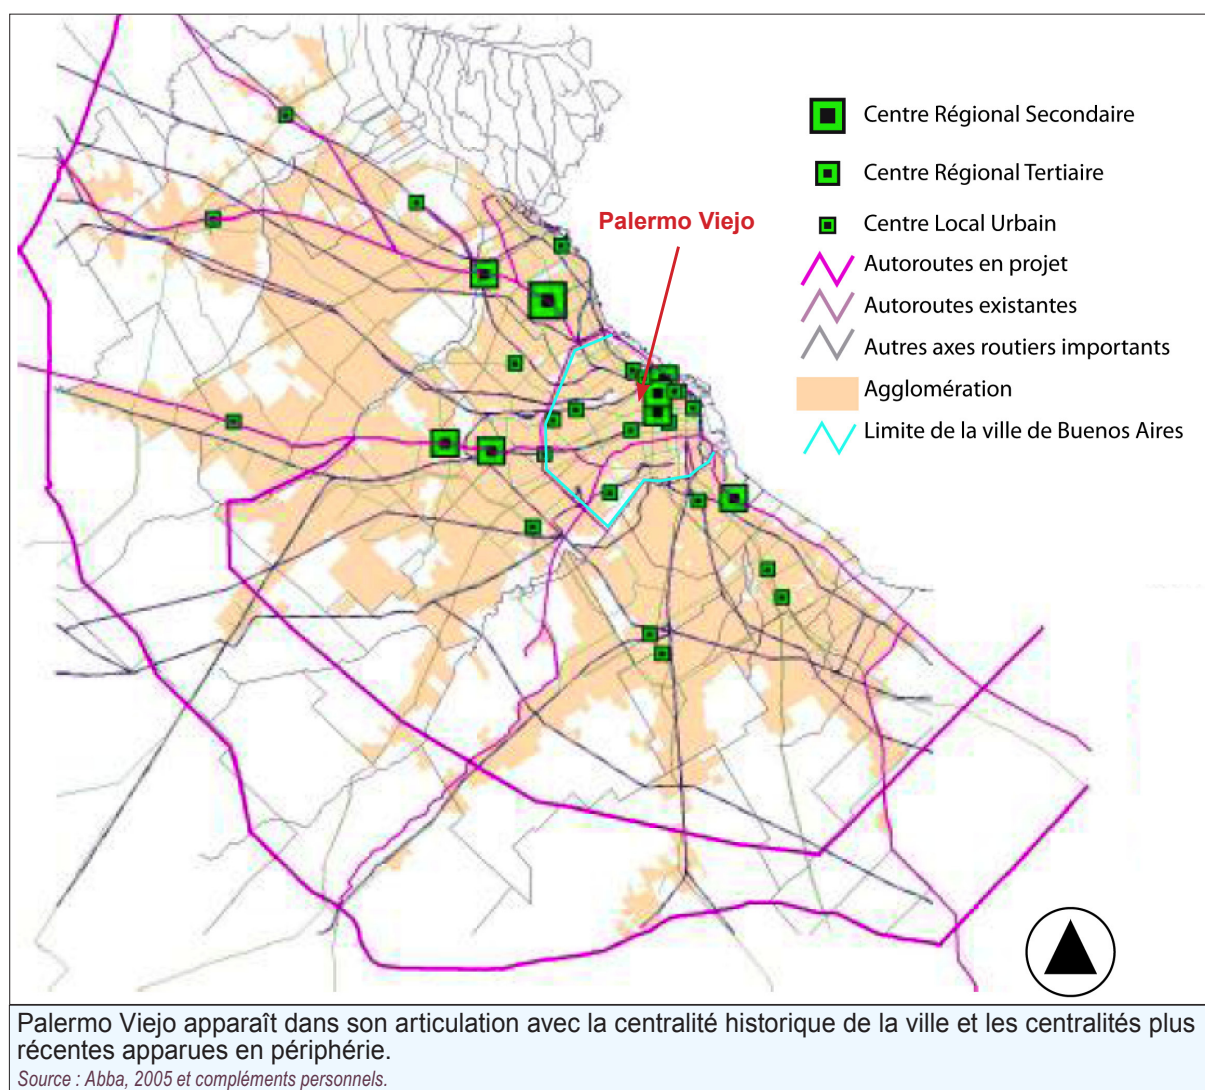 Centre Régional Secondaire
Centre Régional Tertiaire
Centre Local Urbain
Autoroutes en projet
Autoroutes existantes
Autres axes routiers importants
Agglomération
Limite de la ville de Buenos Aires
Palermo Viejo
Palermo Viejo apparaît dans son articulation avec la centralité historique de la ville et les centralités plus
récentes apparues en périphérie.
Source : Abba, 2005 et compléments personnels.